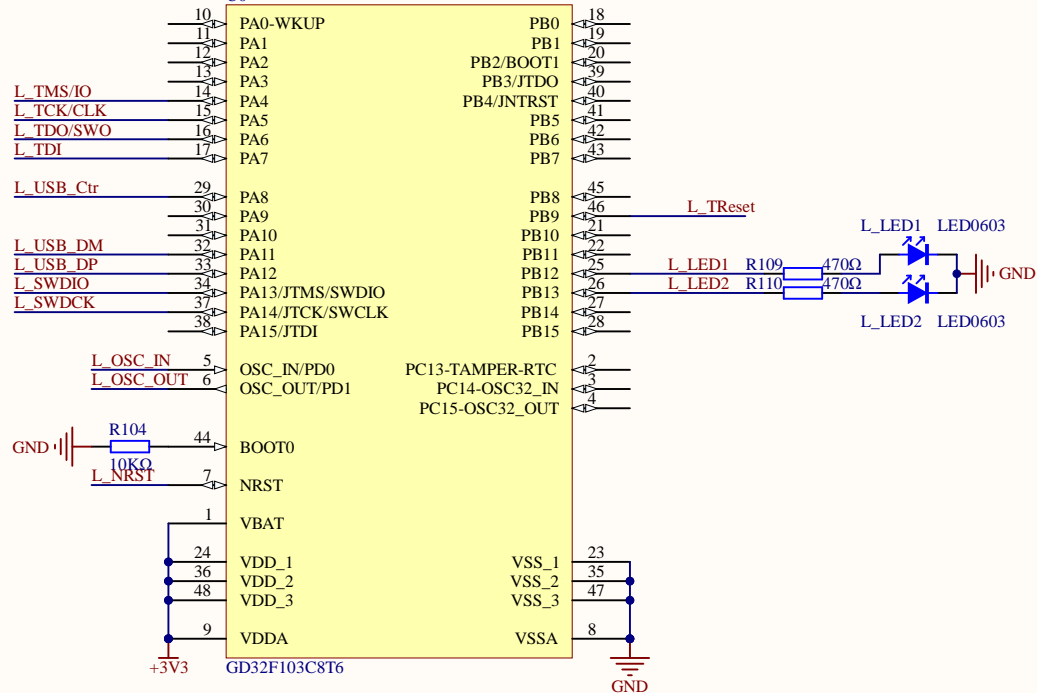 10 PA0-WKUP PB0 18
11 PA1 PB1 19
12 PA2 PB2/BOOT1 20
13 PA3 PB3/JTDO 39
L_TMS/IO 14 PA4 PB4/JNTRST 40
L_TCK/CLK 15 PA5 PB5 41
L_TDO/SWO 16 PA6 PB6 42
L_TDI 17 PA7 PB7 43
L_USB_Ctr 29 PA8 PB8 45
30 PA9 PB9 46 L_TReset
31 PA10 PB10 21
L_USB_DM 32 PA11 PB11 22
L_LED1 LED0603
L_USB_DP 33 PA12 PB12 25 L_LED1 R109 470Ω
GND
L_SWDIO 34 PA13/JTMS/SWDIO PB13 26 L_LED2 R110 470Ω
L_SWDCK 37 PA14/JTCK/SWCLK PB14 27
L_LED2 LED0603
38 PA15/JTDI PB15 28
L_OSC_IN 5 OSC_IN/PD0 PC13-TAMPER-RTC 2
L_OSC_OUT 6 OSC_OUT/PD1 PC14-OSC32_IN 3
PC15-OSC32_OUT 4
R104
GND 44 BOOT0
10KΩ
L_NRST 7 NRST
1 VBAT
24 VDD_1 VSS_1 23
36 VDD_2 VSS_2 35
48 VDD_3 VSS_3 47
9 VDDA VSSA 8
+3V3 GD32F103C8T6
GND